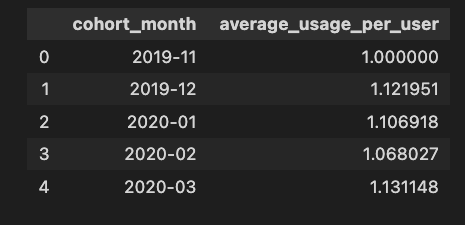 cohort_month average_usage_per_user
0 2019-11 1.000000
1 2019-12 1.121951
2 2020-01 1.106918
3 2020-02 1.068027
4 2020-03 1.131148